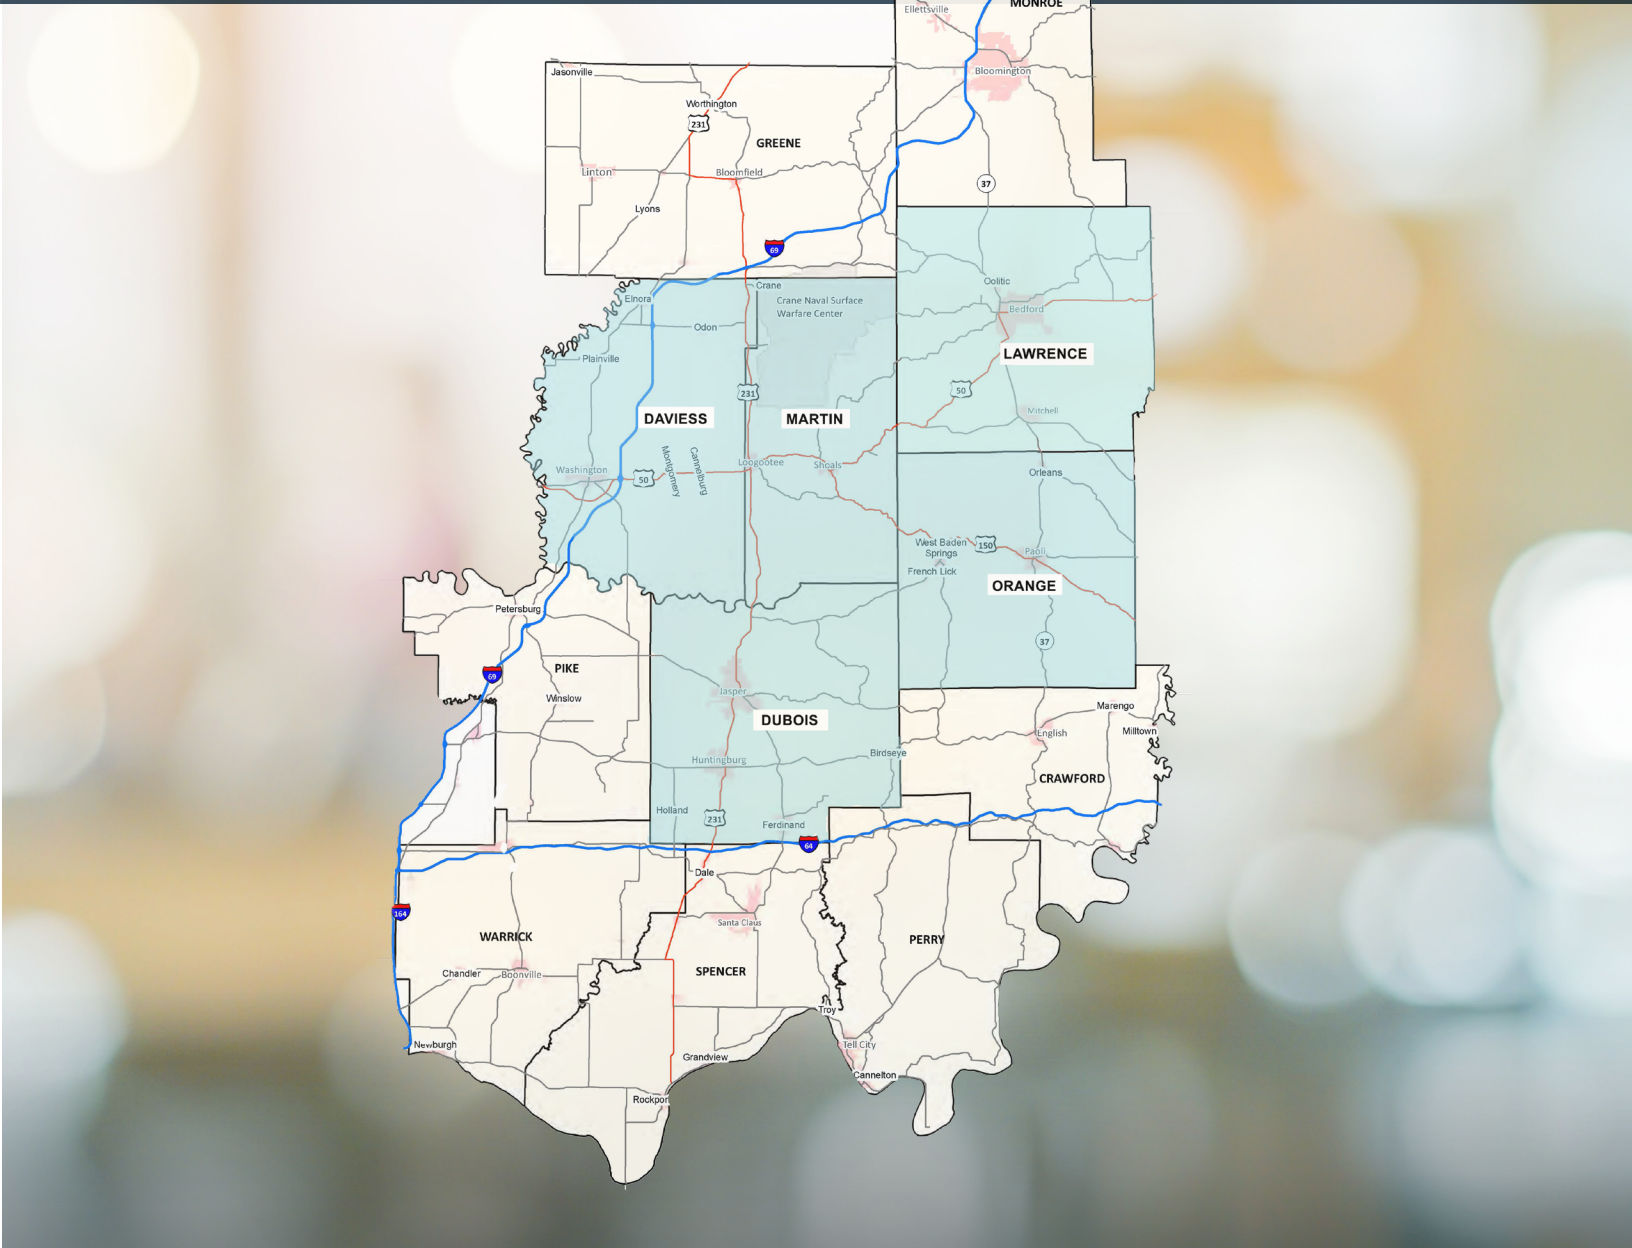 MONROE
Ellettsville
Bloomington
Jasonville
Worthington
231
GREENE
Linton
Bloomfield
37
Lyons
69
Oolitic
Crane
Elnora
Crane Naval Surface
Warfare Center
Bedford
Odon
LAWRENCE
Plainville
231
50
DAVIESS
MARTIN
Mitchell
Washington
50
Montgomery
Cannelburg
Loogootee
Shoals
Orleans
West Baden
Springs
150
Paoli
French Lick
ORANGE
Petersburg
37
PIKE
69
Winslow
Jasper
DUBOIS
Marengo
English
Milltown
Huntingburg
Birdseye
CRAWFORD
Holland
231
Ferdinand
64
Dale
164
Santa Claus
WARRICK
PERRY
Chandler
Boonville
SPENCER
Troy
Newburgh
Grandview
Tell City
Cannelton
Rockport